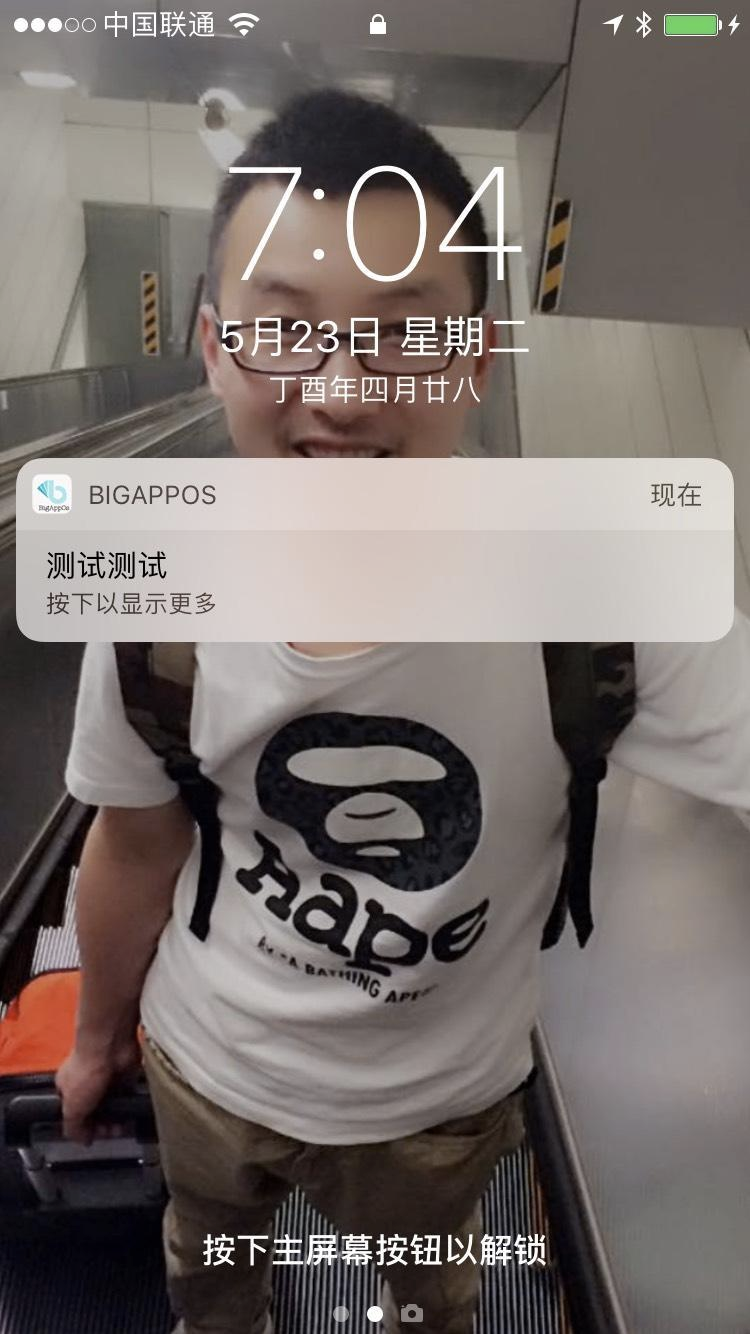 中国联通
7:04
5月23日 星期二
丁酉年四月廿八
BigAppOs
BIGAPPOS
现在
测试测试
按下以显示更多
Aape
BATHING APE
按下主屏幕按钮以解锁